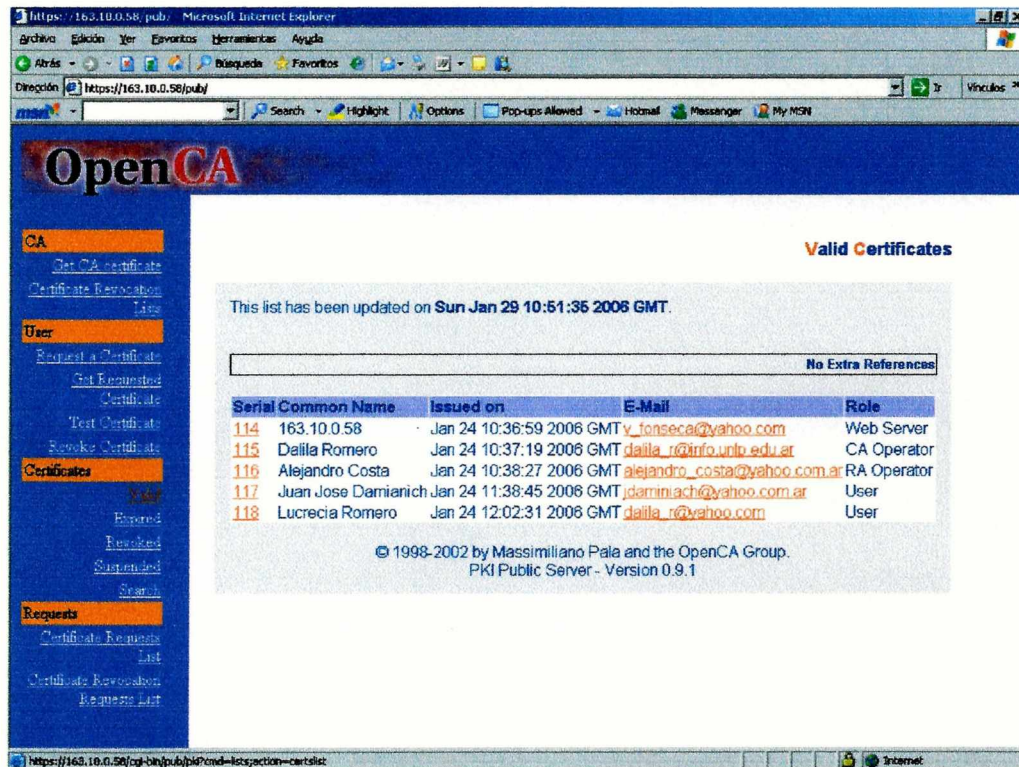 https://163.10.0.58/pub/ Microsoft Internet Explorer
Archivo Edición Ver Favoritos Herramientas Ayuda
Atrás Búsqueda Favoritos
Dirección https://163.10.0.58/pub/ Ir Vínculos
msn Search Highlight Options Pop-ups Allowed Hotmail Messenger My MSN
OpenCA
CA
Get CA certificate
Certificate Revocation
Lists
User
Request a Certificate
Get Requested
Certificate
Test Certificate
Revoke Certificate
Certificates
Valid
Expired
Revoked
Suspended
Search
Requests
Certificate Requests
List
Certificate Revocation
Requests List
Valid Certificates
This list has been updated on Sun Jan 29 10:51:35 2006 GMT.
No Extra References
Serial Common Name Issued on E-Mail Role
114 163.10.0.58 Jan 24 10:36:59 2006 GMT v_fonseca@yahoo.com Web Server
115 Dalila Romero Jan 24 10:37:19 2006 GMT dalila_r@info.unlp.edu.ar CA Operator
116 Alejandro Costa Jan 24 10:38:27 2006 GMT alejandro_costa@yahoo.com.ar RA Operator
117 Juan Jose Damianich Jan 24 11:38:45 2006 GMT jdaminiach@yahoo.com.ar User
118 Lucrecia Romero Jan 24 12:02:31 2006 GMT dalila_r@yahoo.com User
© 1998-2002 by Massimiliano Pala and the OpenCA Group.
PKI Public Server - Version 0.9.1
https://163.10.0.58/cgi-bin/pub/pki?cmd=lists;action=certslist Internet